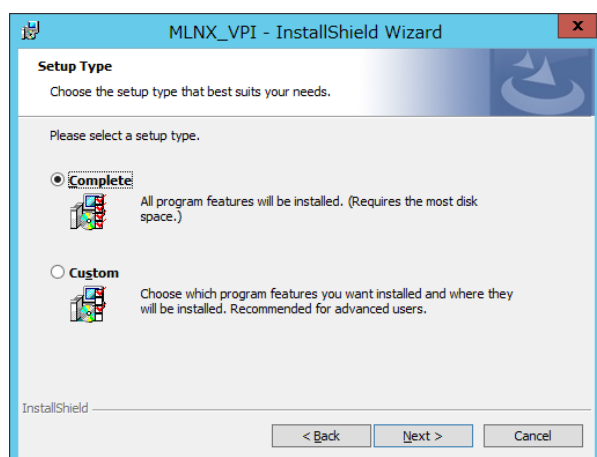 MLNX_VPI - InstallShield Wizard
x
Setup Type
Choose the setup type that best suits your needs.
Please select a setup type.
Complete
All program features will be installed. (Requires the most disk
space.)
Custom
Choose which program features you want installed and where they
will be installed. Recommended for advanced users.
InstallShield
< Back Next > Cancel